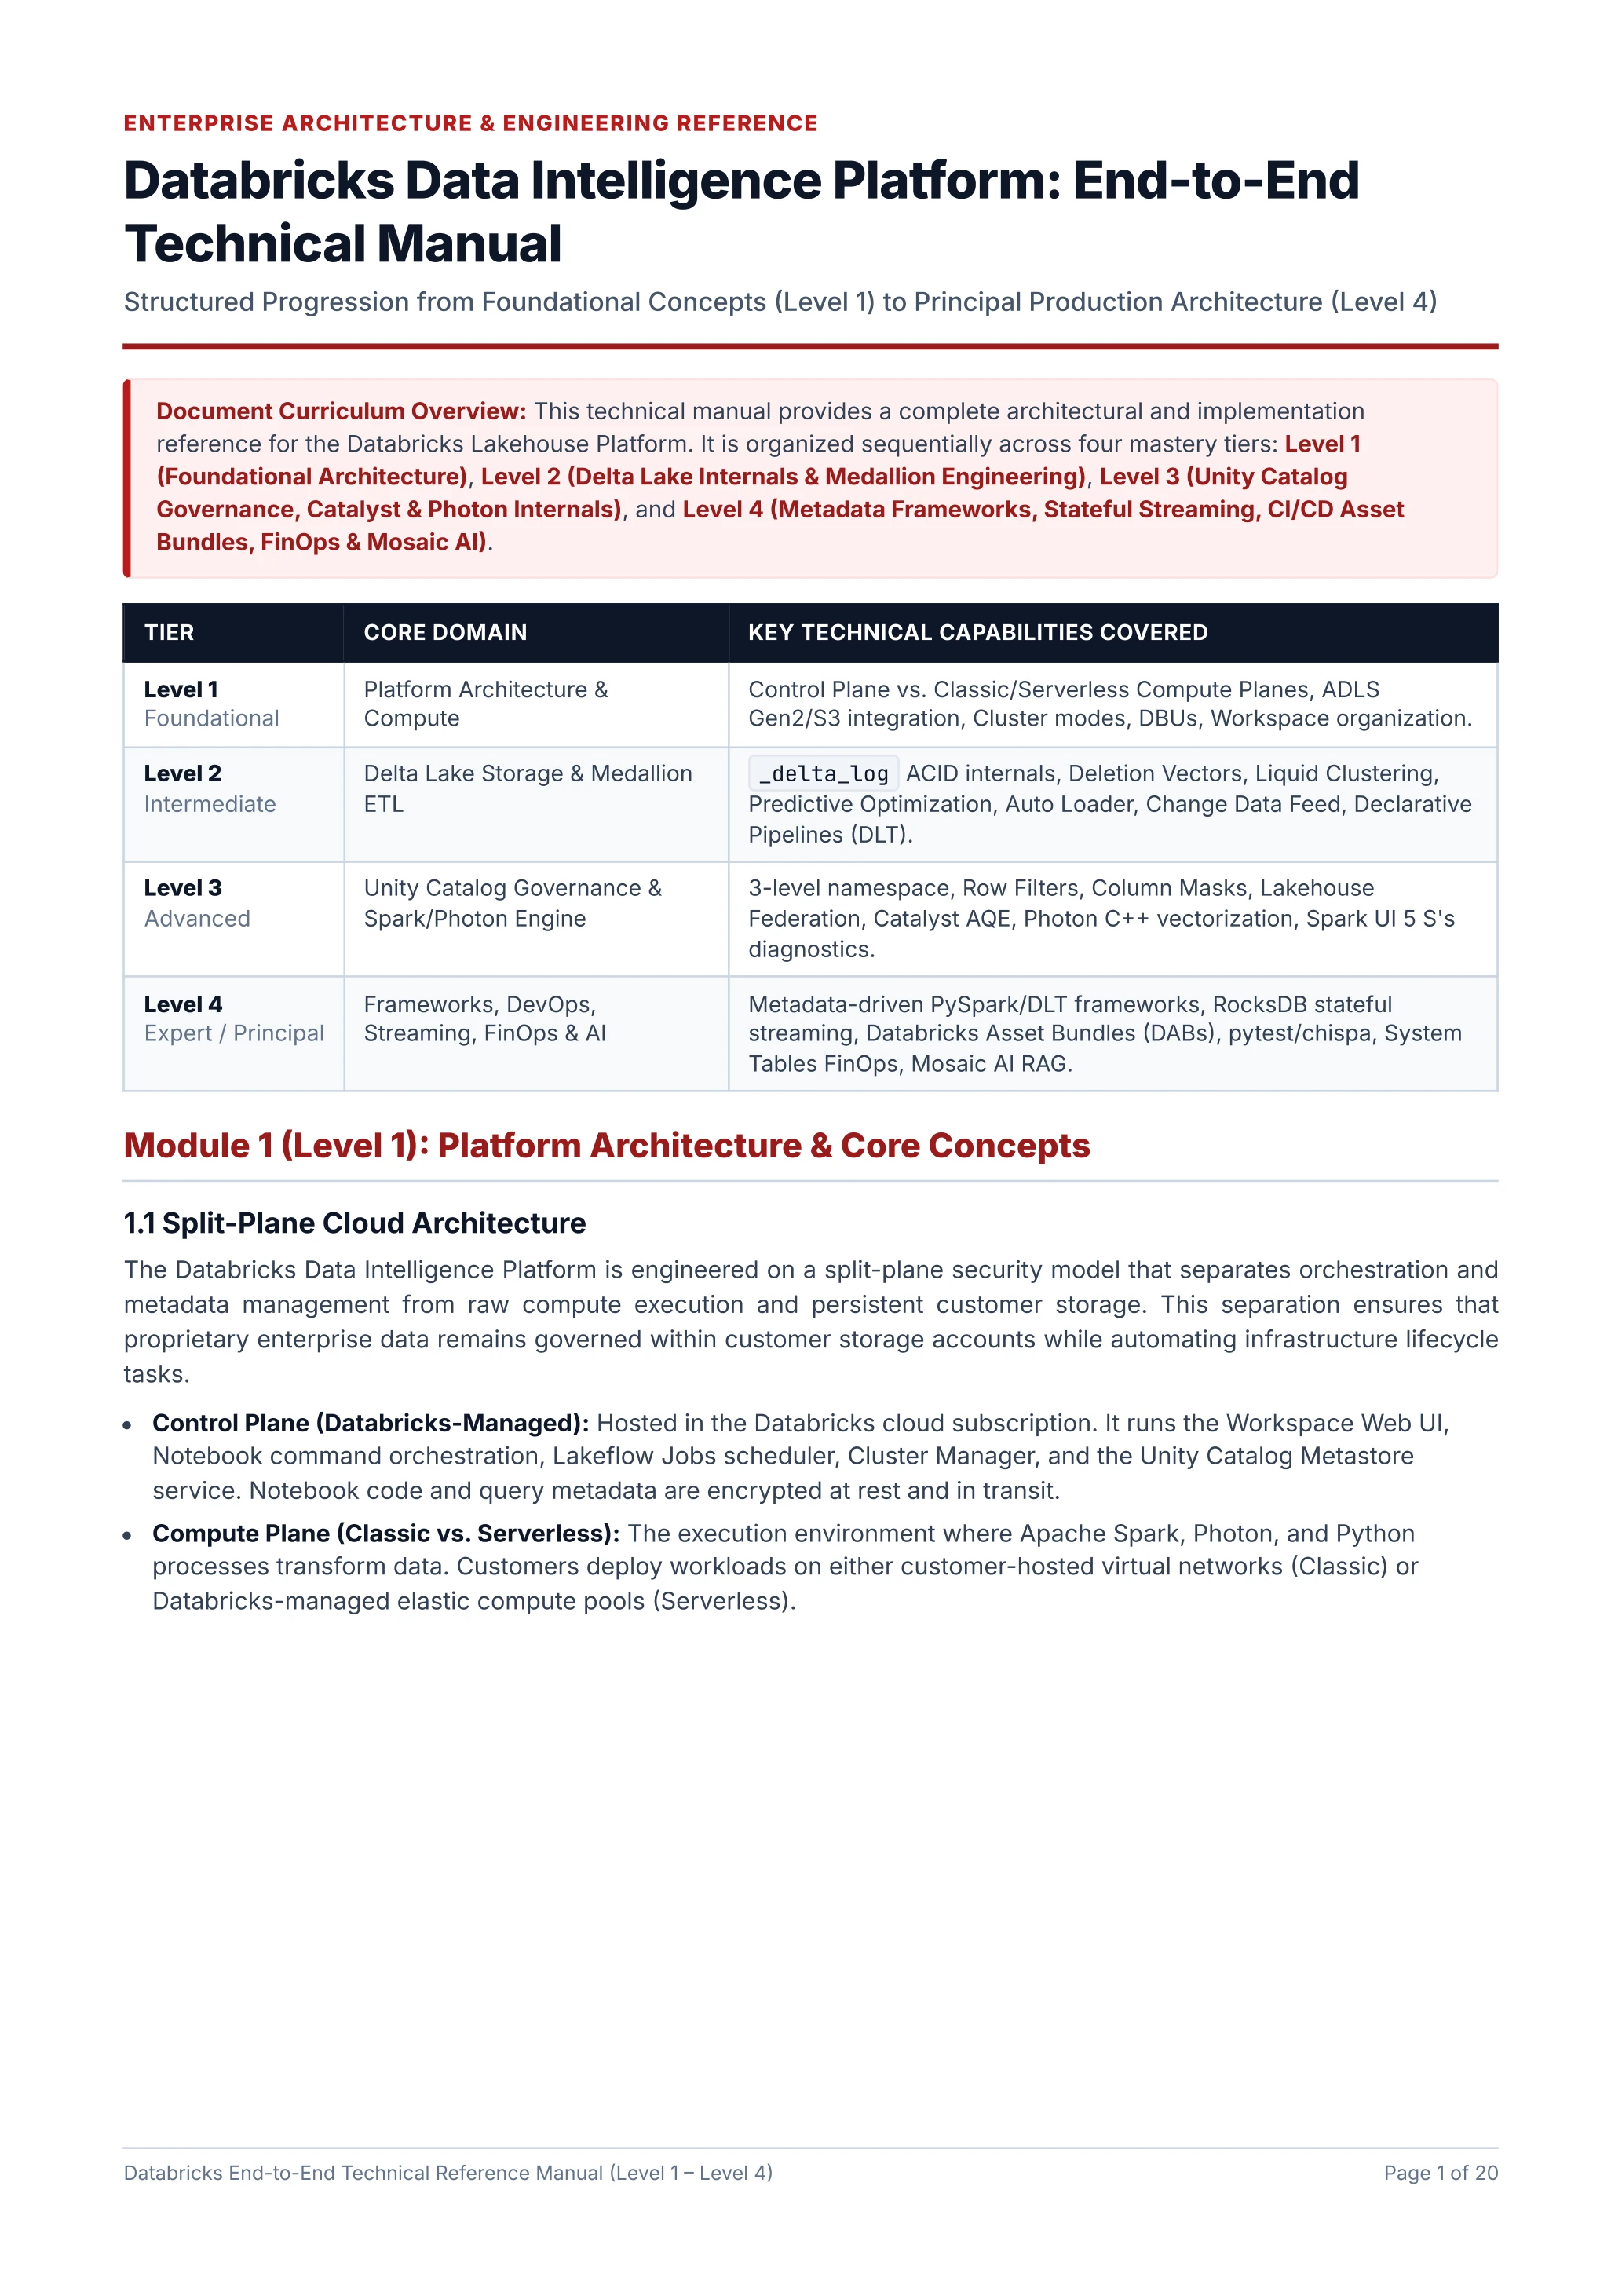 ENTERPRISE ARCHITECTURE & ENGINEERING REFERENCE
Databricks Data Intelligence Platform: End-to-End
Technical Manual
Structured Progression from Foundational Concepts (Level 1) to Principal Production Architecture (Level 4)
Document Curriculum Overview: This technical manual provides a complete architectural and implementation
reference for the Databricks Lakehouse Platform. It is organized sequentially across four mastery tiers: Level 1
(Foundational Architecture), Level 2 (Delta Lake Internals & Medallion Engineering), Level 3 (Unity Catalog
Governance, Catalyst & Photon Internals), and Level 4 (Metadata Frameworks, Stateful Streaming, CI/CD Asset
Bundles, FinOps & Mosaic AI).
TIER CORE DOMAIN KEY TECHNICAL CAPABILITIES COVERED
Level 1
Foundational
Platform Architecture &
Compute
Control Plane vs. Classic/Serverless Compute Planes, ADLS
Gen2/S3 integration, Cluster modes, DBUs, Workspace organization.
Level 2
Intermediate
Delta Lake Storage & Medallion
ETL
_delta_log ACID internals, Deletion Vectors, Liquid Clustering,
Predictive Optimization, Auto Loader, Change Data Feed, Declarative
Pipelines (DLT).
Level 3
Advanced
Unity Catalog Governance &
Spark/Photon Engine
3-level namespace, Row Filters, Column Masks, Lakehouse
Federation, Catalyst AQE, Photon C++ vectorization, Spark UI 5 S's
diagnostics.
Level 4
Expert / Principal
Frameworks, DevOps,
Streaming, FinOps & AI
Metadata-driven PySpark/DLT frameworks, RocksDB stateful
streaming, Databricks Asset Bundles (DABs), pytest/chispa, System
Tables FinOps, Mosaic AI RAG.
Module 1 (Level 1): Platform Architecture & Core Concepts
1.1 Split-Plane Cloud Architecture
The Databricks Data Intelligence Platform is engineered on a split-plane security model that separates orchestration and
metadata management from raw compute execution and persistent customer storage. This separation ensures that
proprietary enterprise data remains governed within customer storage accounts while automating infrastructure lifecycle
tasks.
• Control Plane (Databricks-Managed): Hosted in the Databricks cloud subscription. It runs the Workspace Web UI,
Notebook command orchestration, Lakeflow Jobs scheduler, Cluster Manager, and the Unity Catalog Metastore
service. Notebook code and query metadata are encrypted at rest and in transit.
• Compute Plane (Classic vs. Serverless): The execution environment where Apache Spark, Photon, and Python
processes transform data. Customers deploy workloads on either customer-hosted virtual networks (Classic) or
Databricks-managed elastic compute pools (Serverless).
Databricks End-to-End Technical Reference Manual (Level 1 – Level 4)
Page 1 of 20